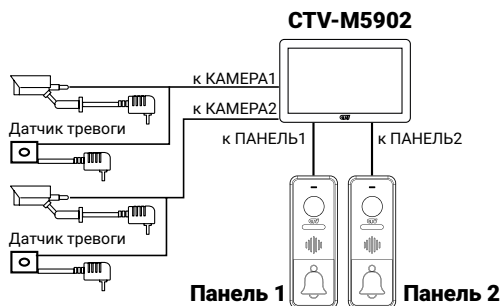 CTV-M5902
к КАМЕРА1
к КАМЕРА2
Датчик тревоги
к ПАНЕЛЬ1
к ПАНЕЛЬ2
Датчик тревоги
Панель 1
Панель 2